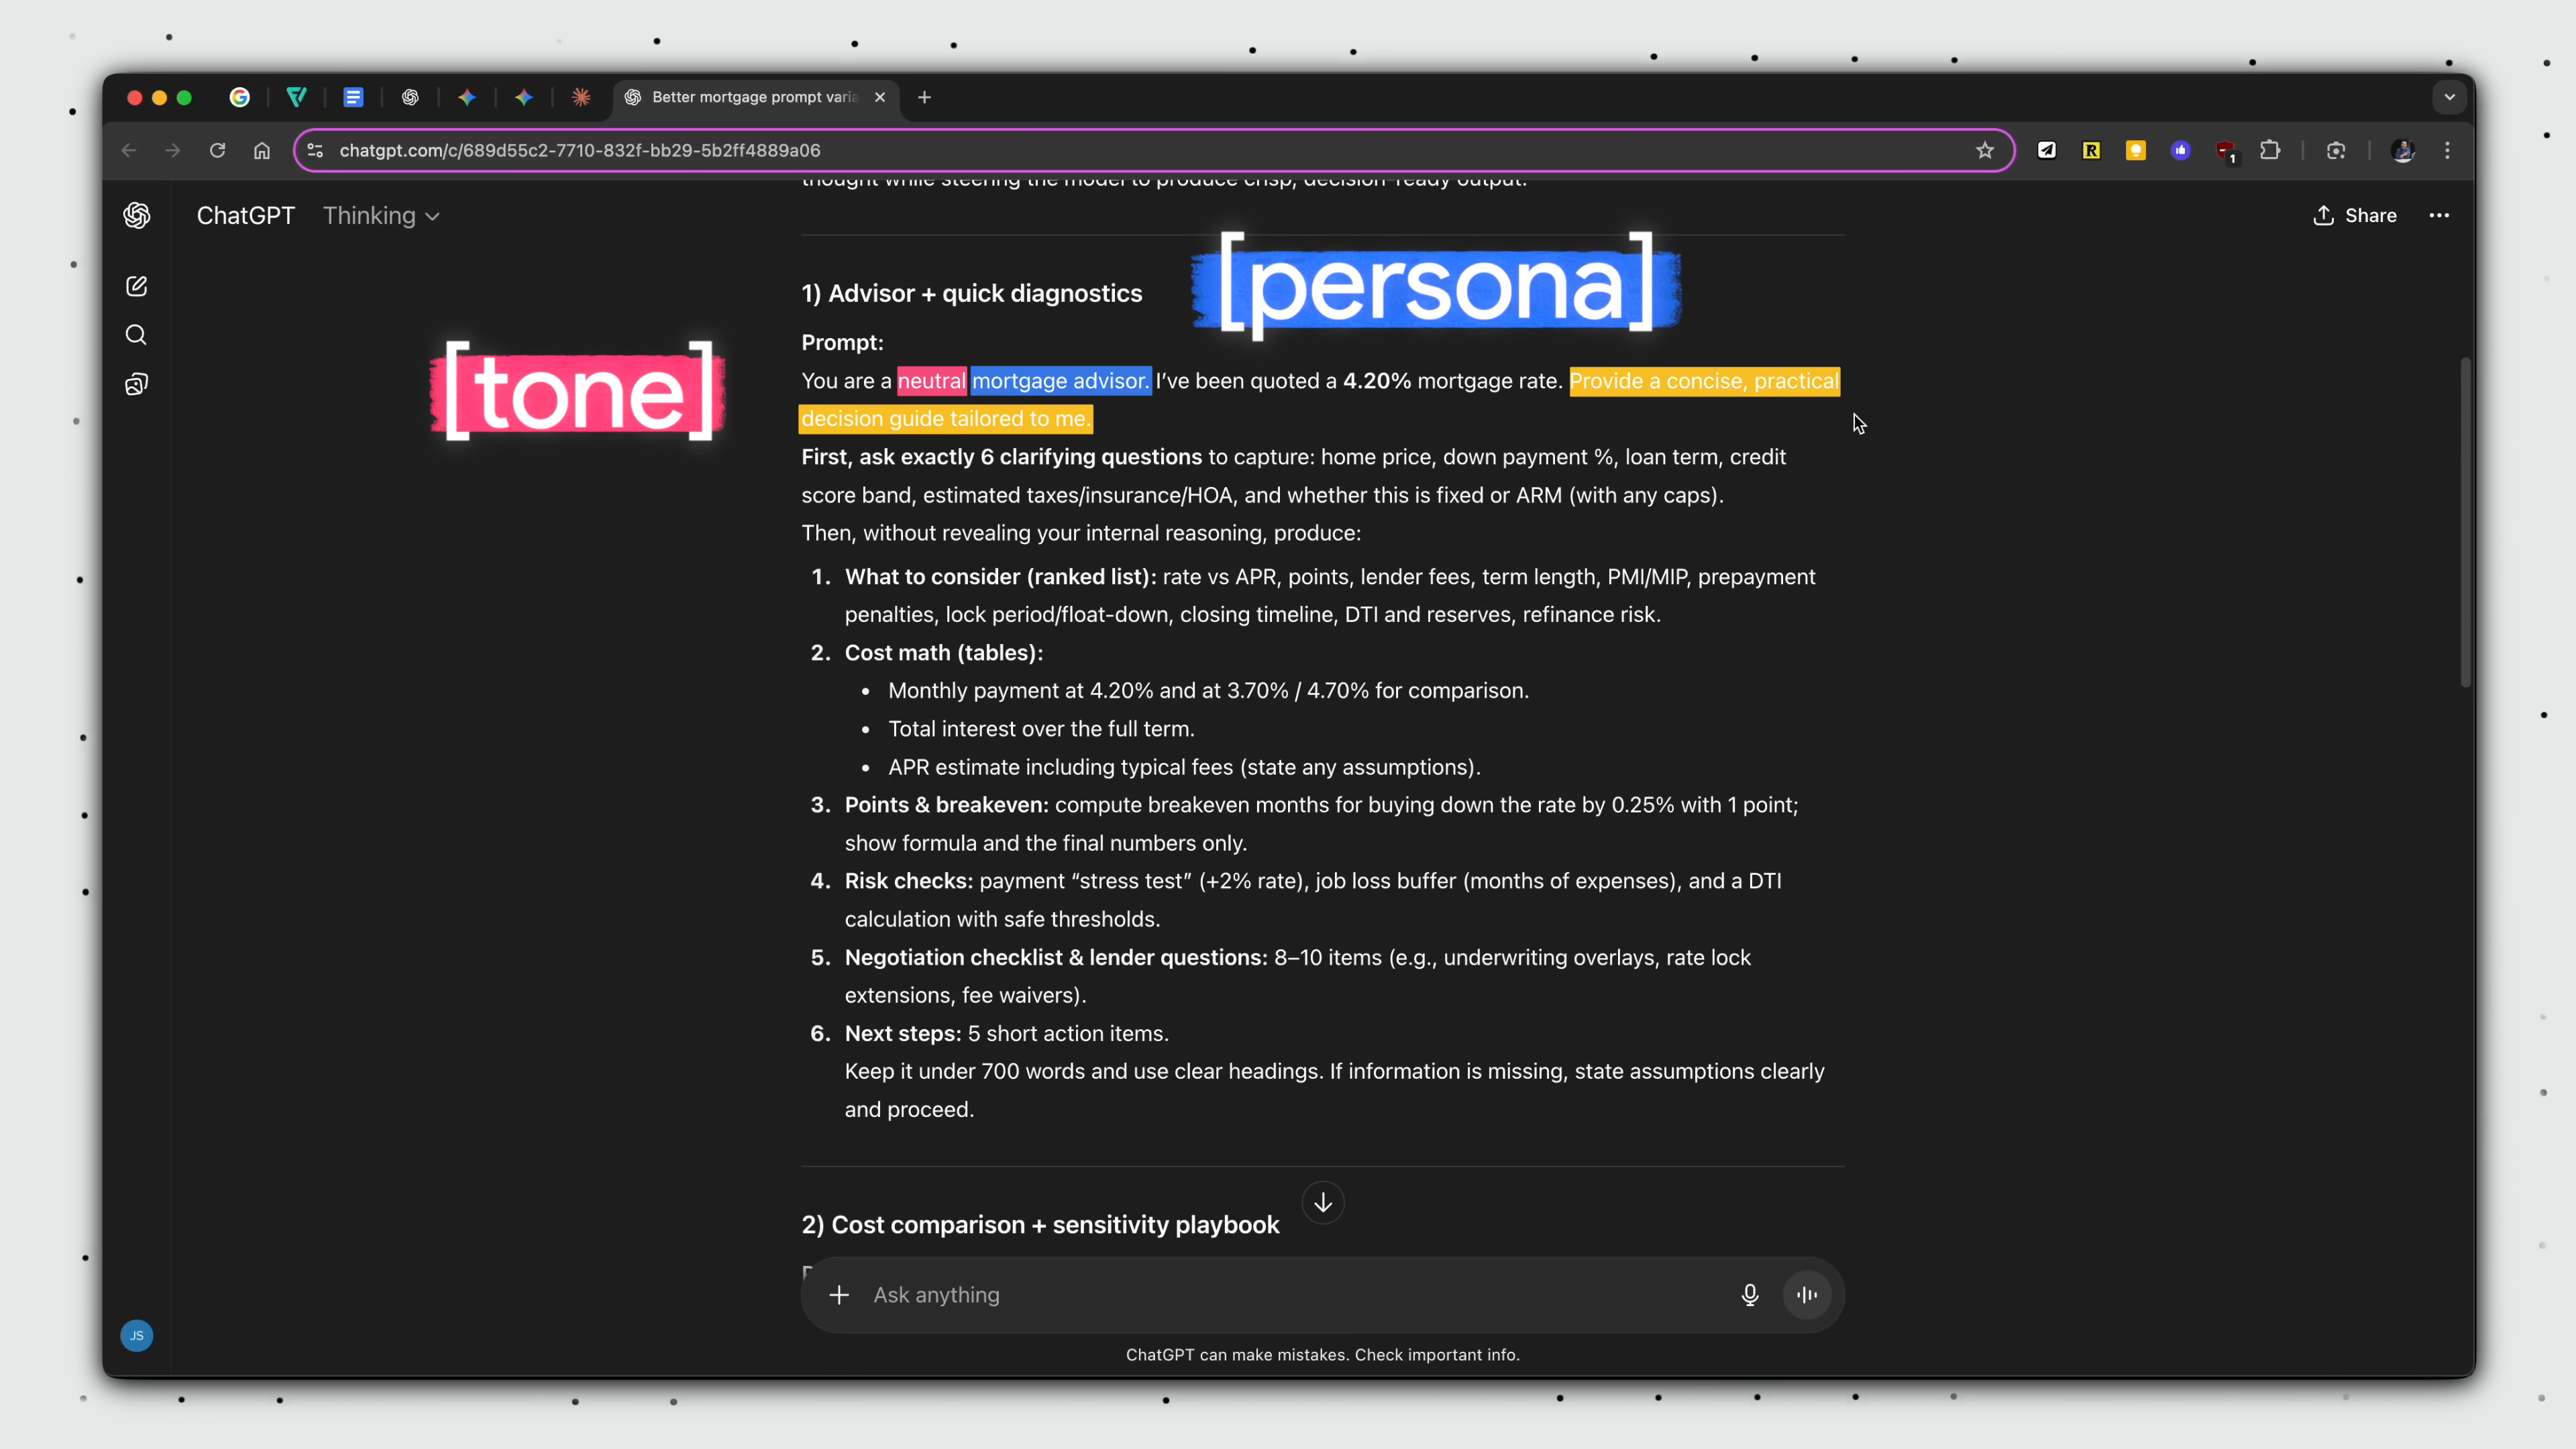 Better mortgage prompt varia
chatgpt.com/c/689d55c2-7710-832f-bb29-5b2ff4889a06
R
1
thought while steering the model to produce crisp, decision-ready output.
ChatGPT Thinking
Share
[persona]
1) Advisor + quick diagnostics
[tone]
Prompt:
You are a neutral mortgage advisor. I’ve been quoted a 4.20% mortgage rate. Provide a concise, practical
decision guide tailored to me.
First, ask exactly 6 clarifying questions to capture: home price, down payment %, loan term, credit
score band, estimated taxes/insurance/HOA, and whether this is fixed or ARM (with any caps).
Then, without revealing your internal reasoning, produce:
1. What to consider (ranked list): rate vs APR, points, lender fees, term length, PMI/MIP, prepayment
penalties, lock period/float-down, closing timeline, DTI and reserves, refinance risk.
2. Cost math (tables):
• Monthly payment at 4.20% and at 3.70% / 4.70% for comparison.
• Total interest over the full term.
• APR estimate including typical fees (state any assumptions).
3. Points & breakeven: compute breakeven months for buying down the rate by 0.25% with 1 point;
show formula and the final numbers only.
4. Risk checks: payment “stress test” (+2% rate), job loss buffer (months of expenses), and a DTI
calculation with safe thresholds.
5. Negotiation checklist & lender questions: 8–10 items (e.g., underwriting overlays, rate lock
extensions, fee waivers).
6. Next steps: 5 short action items.
Keep it under 700 words and use clear headings. If information is missing, state assumptions clearly
and proceed.
2) Cost comparison + sensitivity playbook
Ask anything
JS
ChatGPT can make mistakes. Check important info.